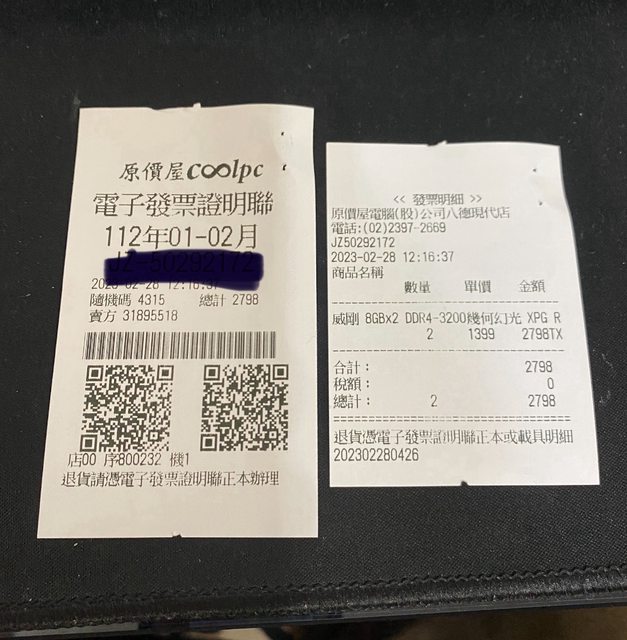 原價屋coolpc
電子發票證明聯
112年01-02月
2023-02-28 12:16:37
隨機碼 4315 總計 2798
賣方 31895518
店00 序800232 機1
退貨請憑電子發票證明聯正本辦理
<< 發票明細 >>
原價屋電腦(股)公司八德現代店
電話:(02)2397-2669
JZ50292172
2023-02-28 12:16:37
商品名稱
數量 單價 金額
威剛 8GBx2 DDR4-3200幾何幻光 XPG R
2 1399 2798TX
合計: 2798
稅額: 0
總計: 2 2798
退貨憑電子發票證明聯正本或載具明細
202302280426